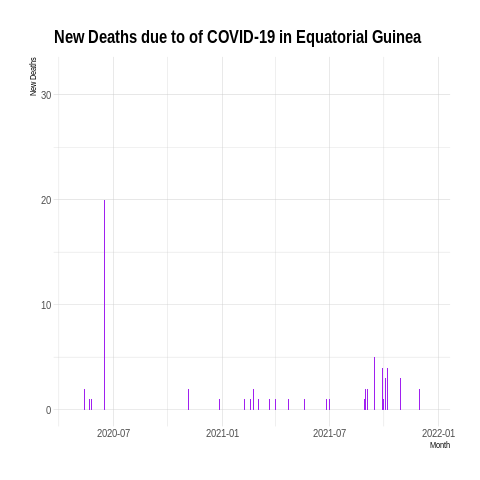 New Deaths due to of COVID-19 in Equatorial Guinea
New Deaths
30
20
10
0
2020-07 2021-01 2021-07 2022-01
Month